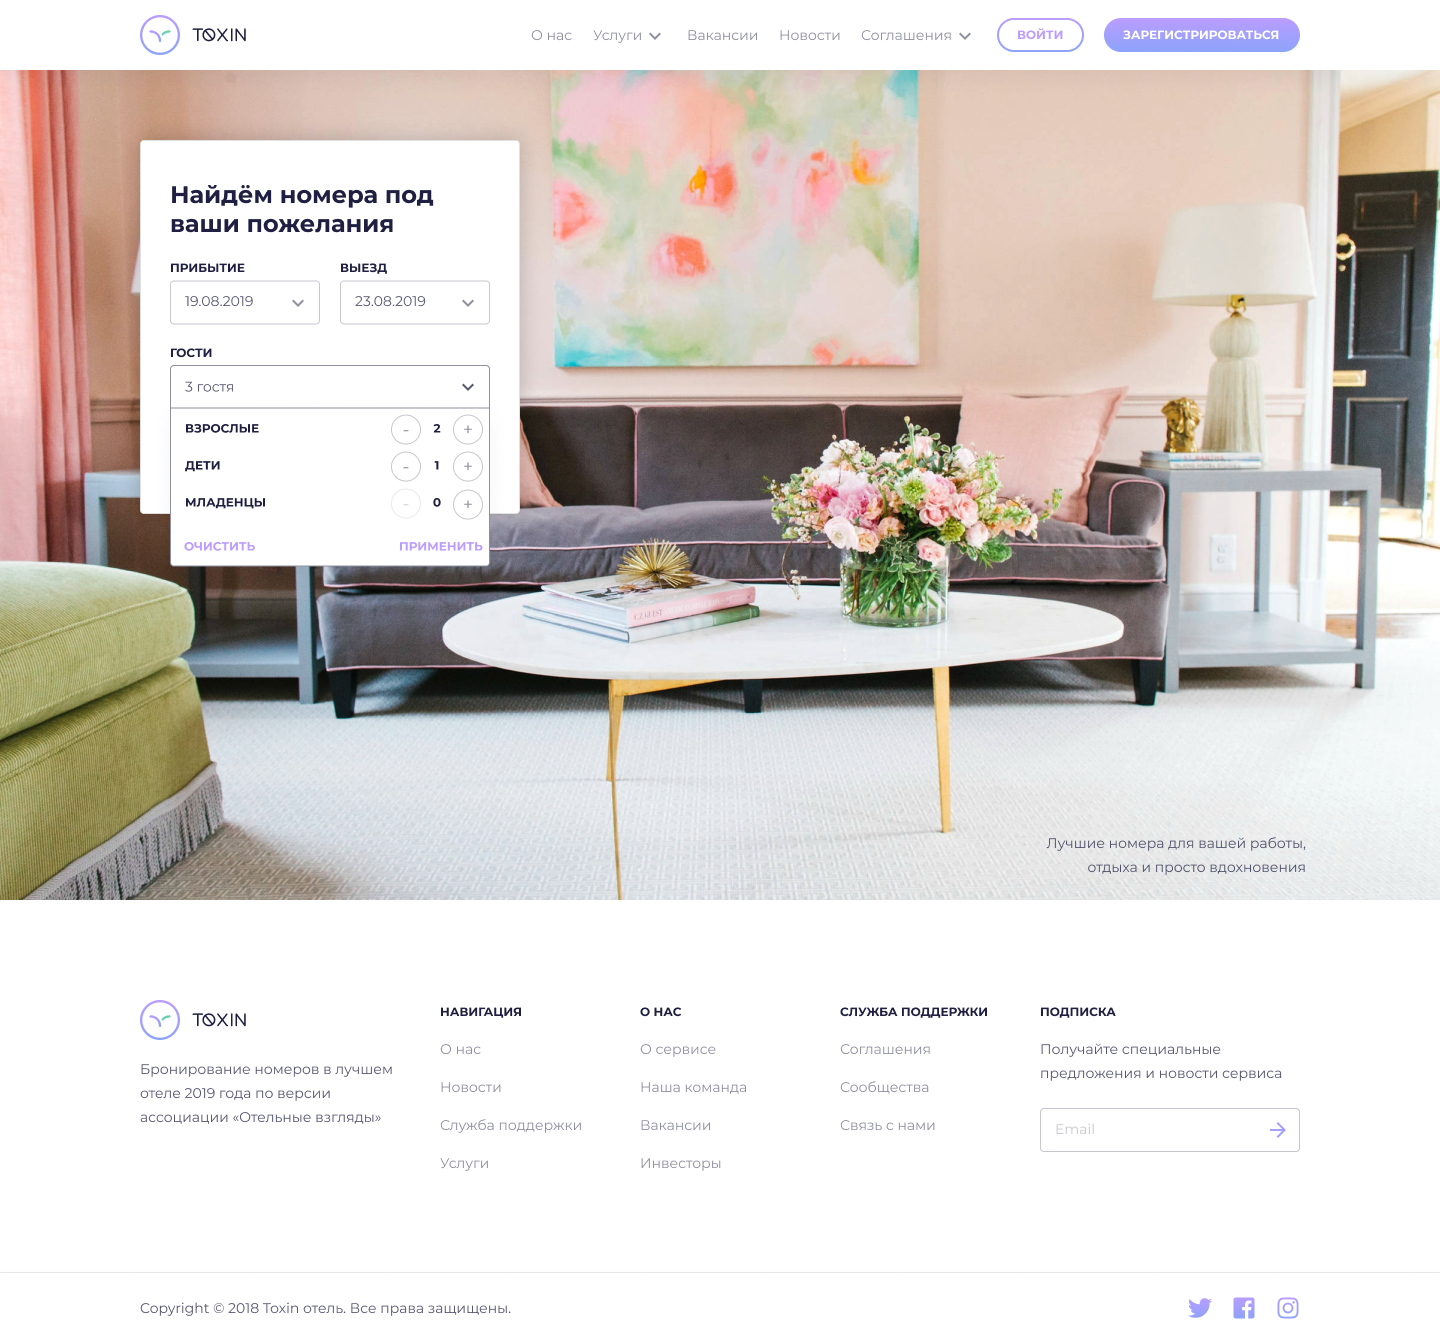 TOXIN
О нас Услуги Вакансии Новости Соглашения ВОЙТИ ЗАРЕГИСТРИРОВАТЬСЯ
Найдём номера под
ваши пожелания
ПРИБЫТИЕ ВЫЕЗД
19.08.2019 23.08.2019
ГОСТИ
3 гостя
ВЗРОСЛЫЕ - 2 +
ДЕТИ - 1 +
МЛАДЕНЦЫ - 0 +
ОЧИСТИТЬ ПРИМЕНИТЬ
Лучшие номера для вашей работы,
отдыха и просто вдохновения
TOXIN
Бронирование номеров в лучшем
отеле 2019 года по версии
ассоциации «Отельные взгляды»
НАВИГАЦИЯ
О нас
Новости
Служба поддержки
Услуги
О НАС
О сервисе
Наша команда
Вакансии
Инвесторы
СЛУЖБА ПОДДЕРЖКИ
Соглашения
Сообщества
Связь с нами
ПОДПИСКА
Получайте специальные
предложения и новости сервиса
Email
Copyright © 2018 Toxin отель. Все права защищены.